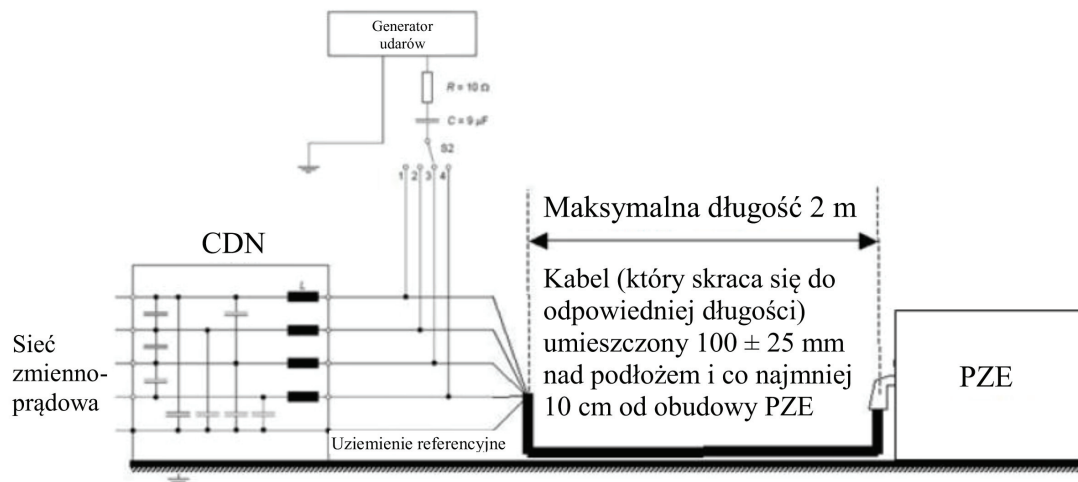 Generator
udarów
R = 10 Ω
C = 9 µF
S2
1 2 3 4
Maksymalna długość 2 m
CDN
L
Kabel (który skraca się do
odpowiedniej długości)
umieszczony 100 ± 25 mm
nad podłożem i co najmniej
10 cm od obudowy PZE
Sieć
zmienno-
prądowa
PZE
Uziemienie referencyjne